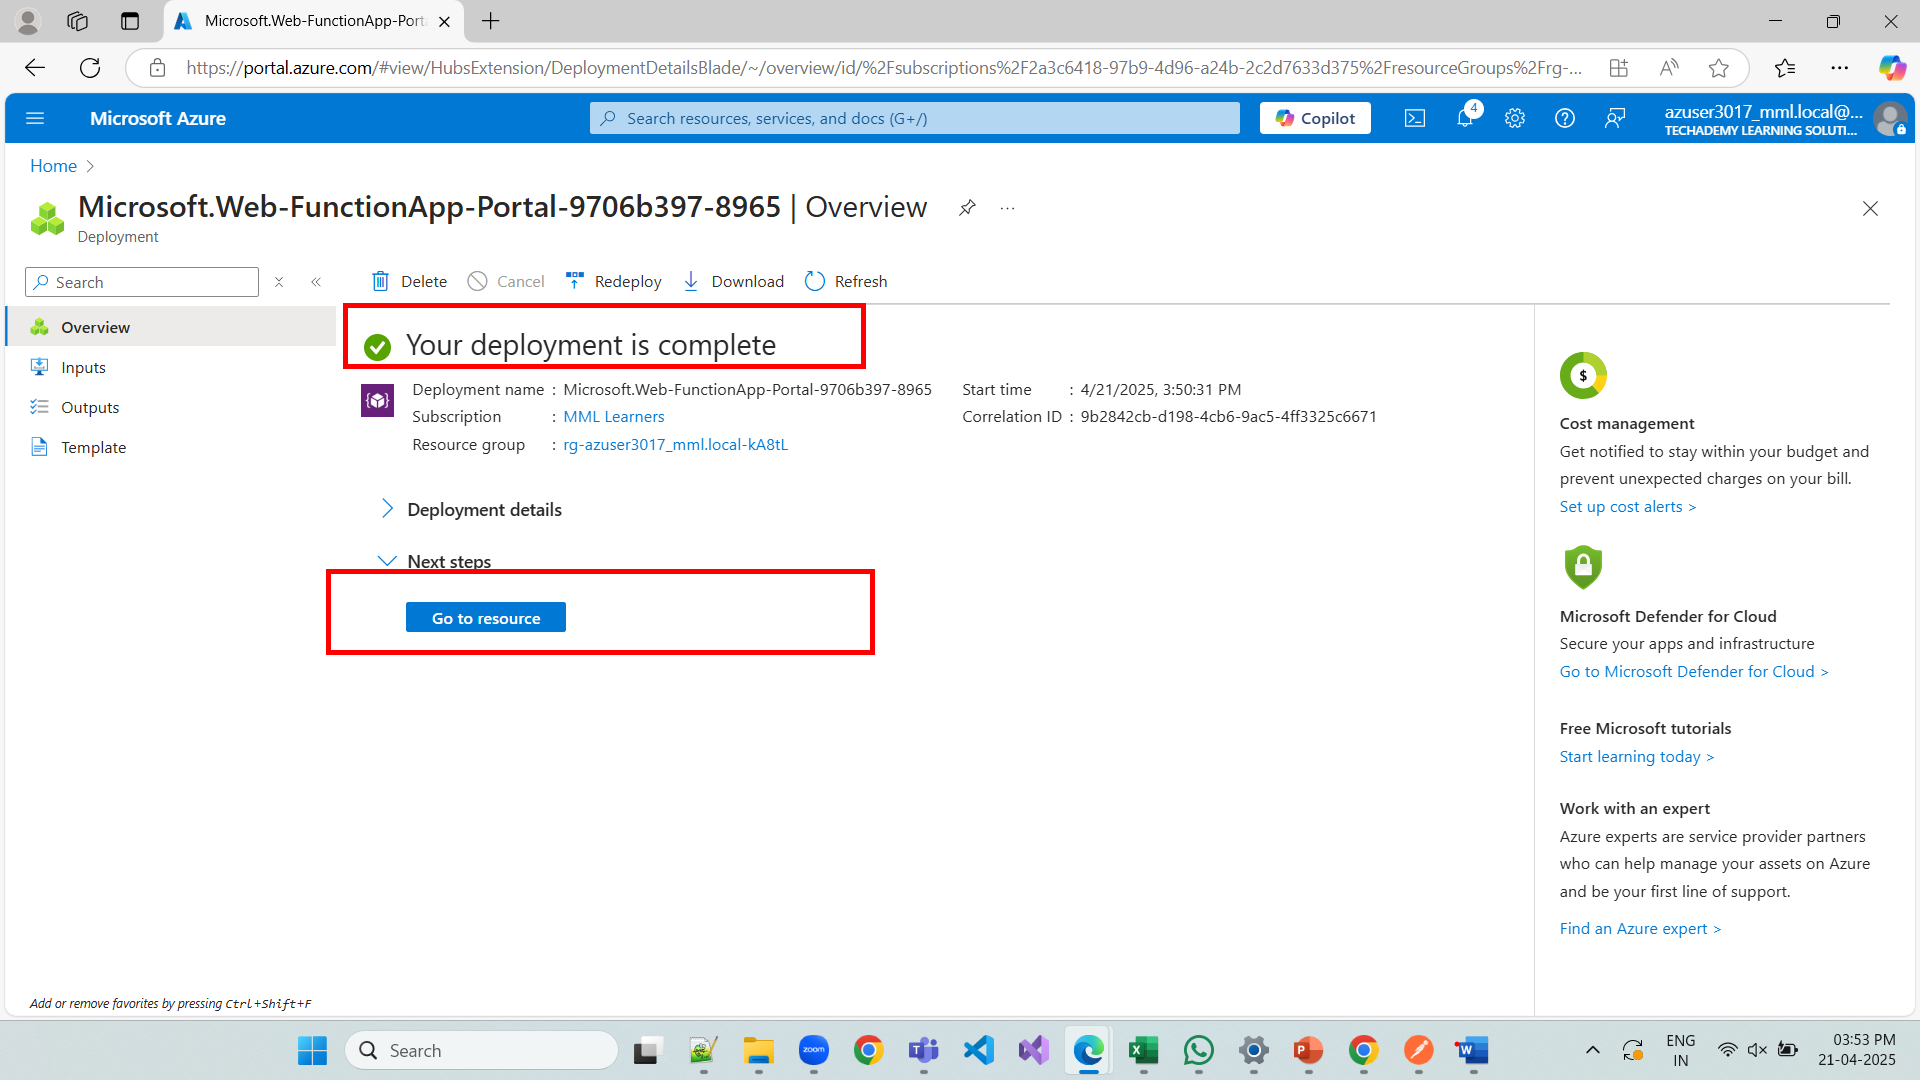 Microsoft.Web-FunctionApp-Port
https://portal.azure.com/#view/HubsExtension/DeploymentDetailsBlade/~/overview/id/%2Fsubscriptions%2F2a3c6418-97b9-4d96-a24b-2c2d7633d375%2FresourceGroups%2Frg-...
Microsoft Azure
Search resources, services, and docs (G+/)
Copilot
4
azuser3017_mml.local@...
TECHADEMY LEARNING SOLUTI...
Home
Microsoft.Web-FunctionApp-Portal-9706b397-8965 | Overview
Deployment
Search
Delete
Cancel
Redeploy
Download
Refresh
Overview
Inputs
Outputs
Template
Your deployment is complete
Deployment name : Microsoft.Web-FunctionApp-Portal-9706b397-8965
Subscription : MML Learners
Resource group : rg-azuser3017_mml.local-kA8tL
Start time : 4/21/2025, 3:50:31 PM
Correlation ID : 9b2842cb-d198-4cb6-9ac5-4ff3325c6671
Deployment details
Next steps
Go to resource
Cost management
Get notified to stay within your budget and
prevent unexpected charges on your bill.
Set up cost alerts >
Microsoft Defender for Cloud
Secure your apps and infrastructure
Go to Microsoft Defender for Cloud >
Free Microsoft tutorials
Start learning today >
Work with an expert
Azure experts are service provider partners
who can help manage your assets on Azure
and be your first line of support.
Find an Azure expert >
Add or remove favorites by pressing Ctrl+Shift+F
Search
zoom
ENG
IN
03:53 PM
21-04-2025